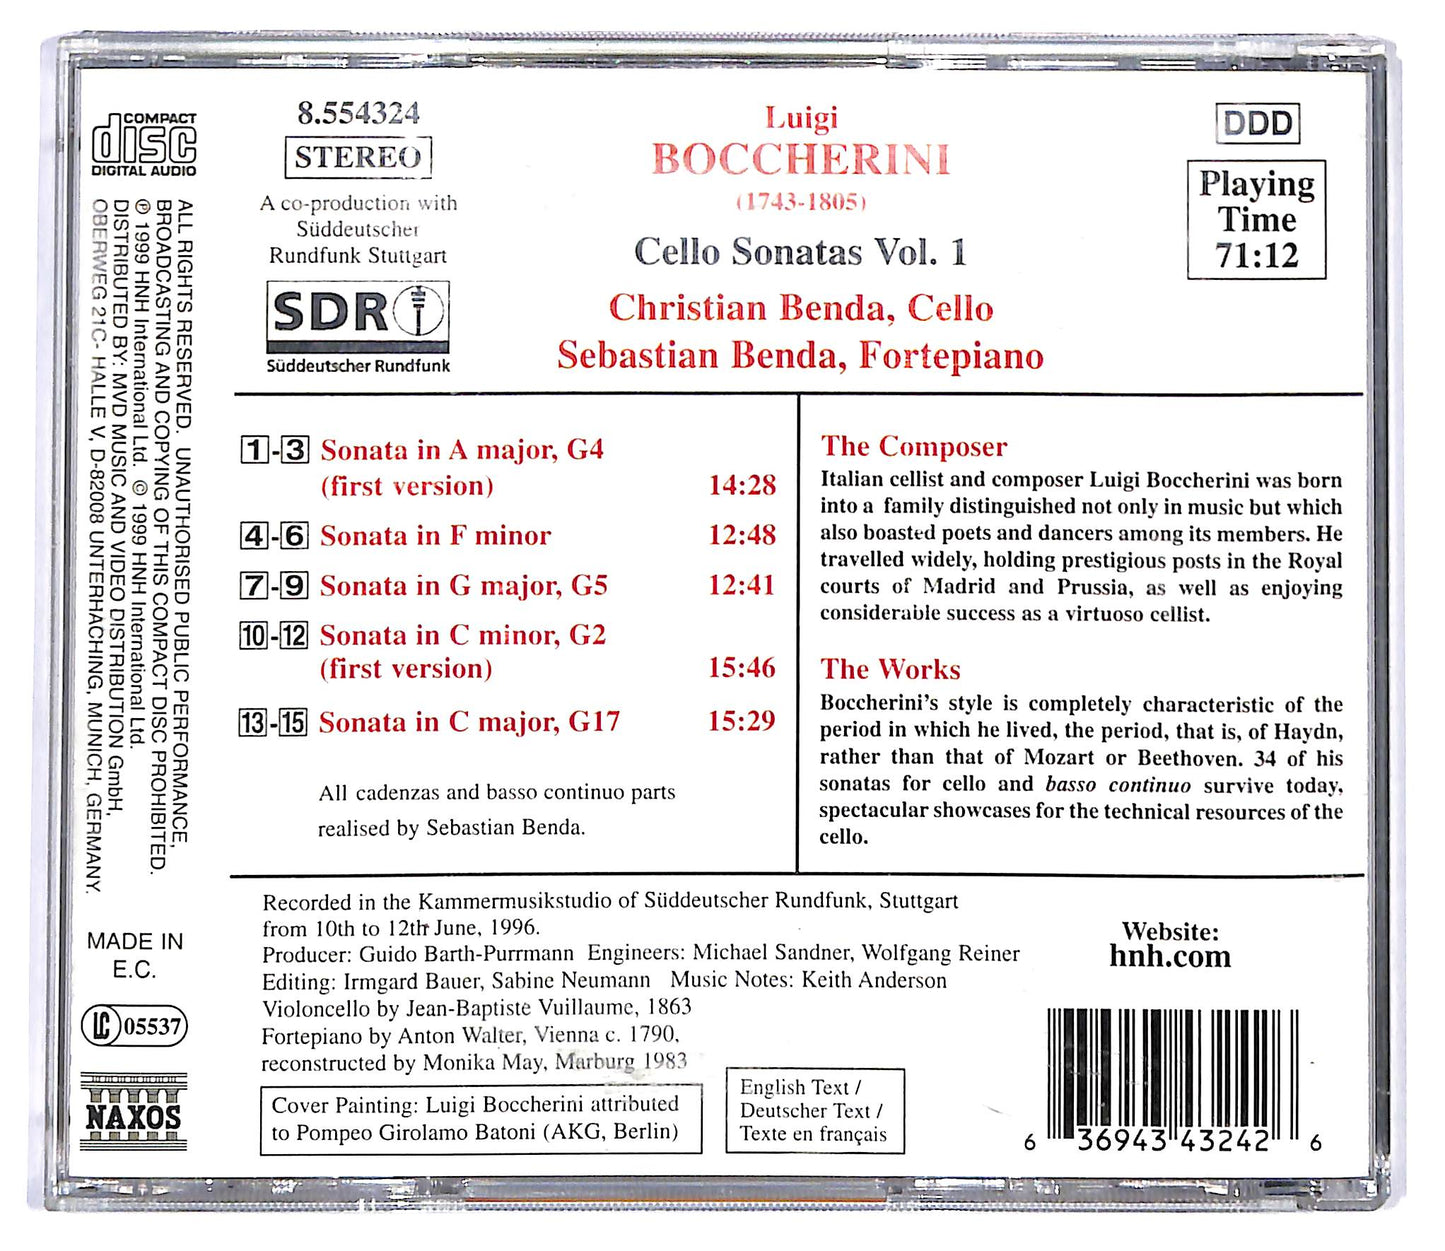 COMPACT
disc
DIGITAL AUDIO
8.554324
STEREO
A co-production with
Süddeutscher
Rundfunk Stuttgart
SDR
Süddeutscher Rundfunk
Luigi
BOCCHERINI
(1743-1805)
Cello Sonatas Vol. 1
Christian Benda, Cello
Sebastian Benda, Fortepiano
DDD
Playing
Time
71:12
ALL RIGHTS RESERVED. UNAUTHORISED PUBLIC PERFORMANCE,
BROADCASTING AND COPYING OF THIS COMPACT DISC PROHIBITED.
℗ 1999 HNH International Ltd. © 1999 HNH International Ltd.
DISTRIBUTED BY: MVD MUSIC AND VIDEO DISTRIBUTION GmbH,
OBERWEG 21C- HALLE V, D-82008 UNTERHACHING, MUNICH, GERMANY.
MADE IN
E.C.
LC 05537
NAXOS
1-3 Sonata in A major, G4
(first version) 14:28
4-6 Sonata in F minor 12:48
7-9 Sonata in G major, G5 12:41
10-12 Sonata in C minor, G2
(first version) 15:46
13-15 Sonata in C major, G17 15:29
All cadenzas and basso continuo parts
realised by Sebastian Benda.
The Composer
Italian cellist and composer Luigi Boccherini was born
into a family distinguished not only in music but which
also boasted poets and dancers among its members. He
travelled widely, holding prestigious posts in the Royal
courts of Madrid and Prussia, as well as enjoying
considerable success as a virtuoso cellist.
The Works
Boccherini's style is completely characteristic of the
period in which he lived, the period, that is, of Haydn,
rather than that of Mozart or Beethoven. 34 of his
sonatas for cello and basso continuo survive today,
spectacular showcases for the technical resources of the
cello.
Recorded in the Kammermusikstudio of Süddeutscher Rundfunk, Stuttgart
from 10th to 12th June, 1996.
Producer: Guido Barth-Purrmann Engineers: Michael Sandner, Wolfgang Reiner
Editing: Irmgard Bauer, Sabine Neumann Music Notes: Keith Anderson
Violoncello by Jean-Baptiste Vuillaume, 1863
Fortepiano by Anton Walter, Vienna c. 1790,
reconstructed by Monika May, Marburg 1983
Cover Painting: Luigi Boccherini attributed
to Pompeo Girolamo Batoni (AKG, Berlin)
English Text /
Deutscher Text /
Texte en français
Website:
hnh.com
6 36943 43242 6